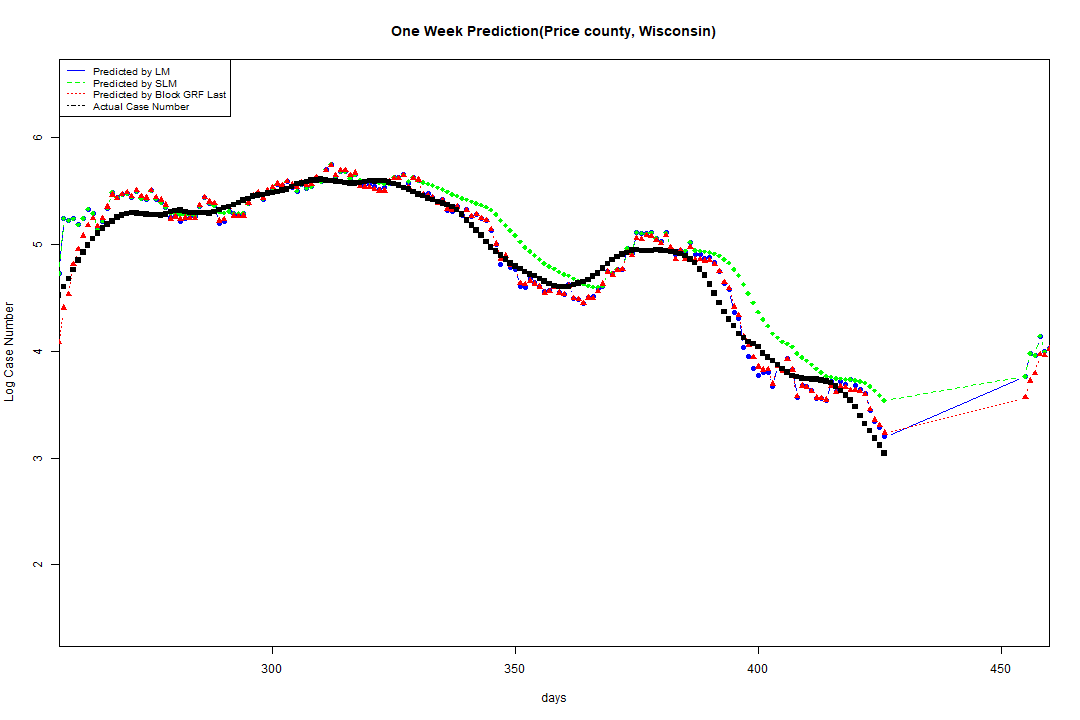 One Week Prediction(Price county, Wisconsin)
Predicted by LM
Predicted by SLM
Predicted by Block GRF Last
Actual Case Number
6
5
4
3
2
Log Case Number
300
350
400
450
days